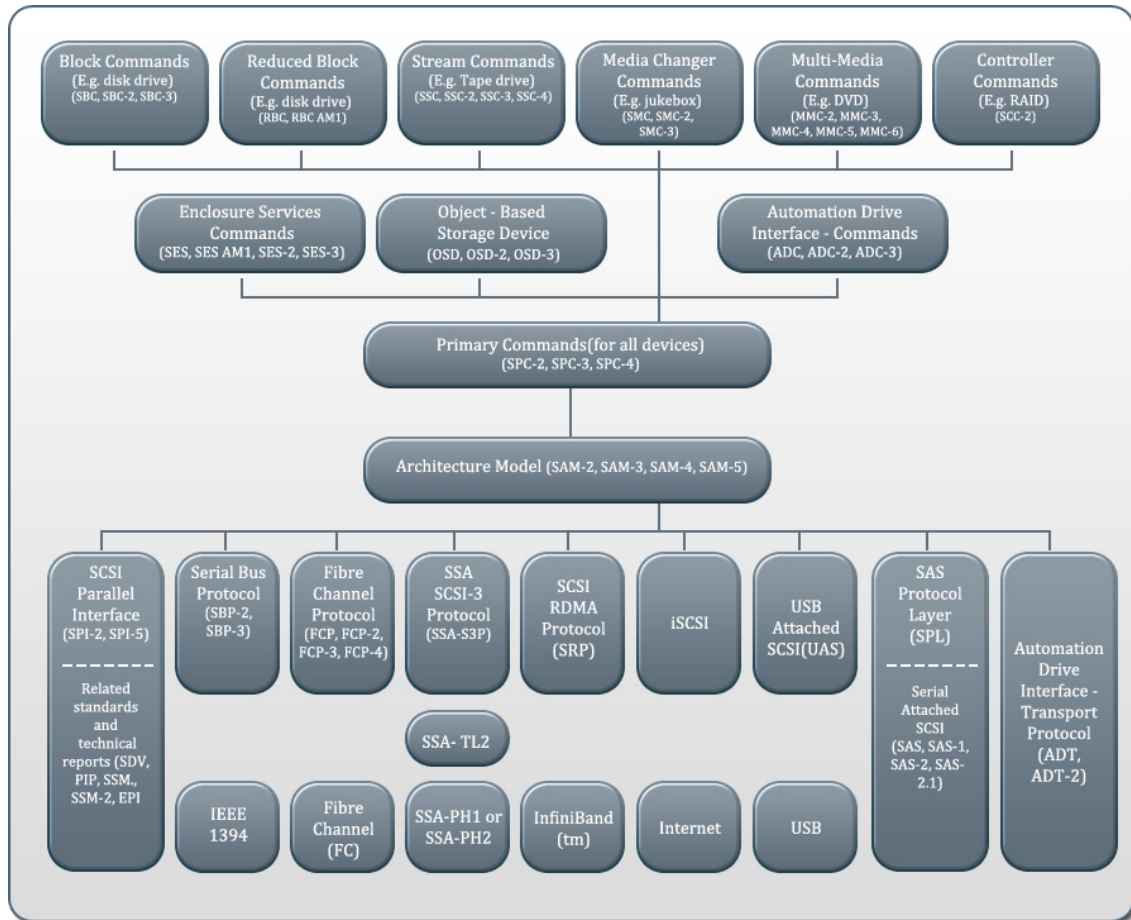 Block Commands
(E.g. disk drive)
(SBC, SBC-2, SBC-3)
Reduced Block
Commands
(E.g. disk drive)
(RBC, RBC AM1)
Stream Commands
(E.g. Tape drive)
(SSC, SSC-2, SSC-3, SSC-4)
Media Changer
Commands
(E.g. jukebox)
(SMC, SMC-2,
SMC-3)
Multi-Media
Commands
(E.g. DVD)
(MMC-2, MMC-3,
MMC-4, MMC-5, MMC-6)
Controller
Commands
(E.g. RAID)
(SCC-2)
Enclosure Services
Commands
(SES, SES AM1, SES-2, SES-3)
Object - Based
Storage Device
(OSD, OSD-2, OSD-3)
Automation Drive
Interface - Commands
(ADC, ADC-2, ADC-3)
Primary Commands(for all devices)
(SPC-2, SPC-3, SPC-4)
Architecture Model (SAM-2, SAM-3, SAM-4, SAM-5)
SCSI
Parallel
Interface
(SPI-2, SPI-5)
Related
standards
and
technical
reports (SDV,
PIP, SSM.,
SSM-2, EPI
Serial Bus
Protocol
(SBP-2,
SBP-3)
Fibre
Channel
Protocol
(FCP, FCP-2,
FCP-3, FCP-4)
SSA
SCSI-3
Protocol
(SSA-S3P)
SCSI
RDMA
Protocol
(SRP)
iSCSI
USB
Attached
SCSI(UAS)
SAS
Protocol
Layer
(SPL)
Serial
Attached
SCSI
(SAS, SAS-1,
SAS-2, SAS-
2.1)
Automation
Drive
Interface -
Transport
Protocol
(ADT,
ADT-2)
SSA- TL2
IEEE
1394
Fibre
Channel
(FC)
SSA-PH1 or
SSA-PH2
InfiniBand
(tm)
Internet
USB